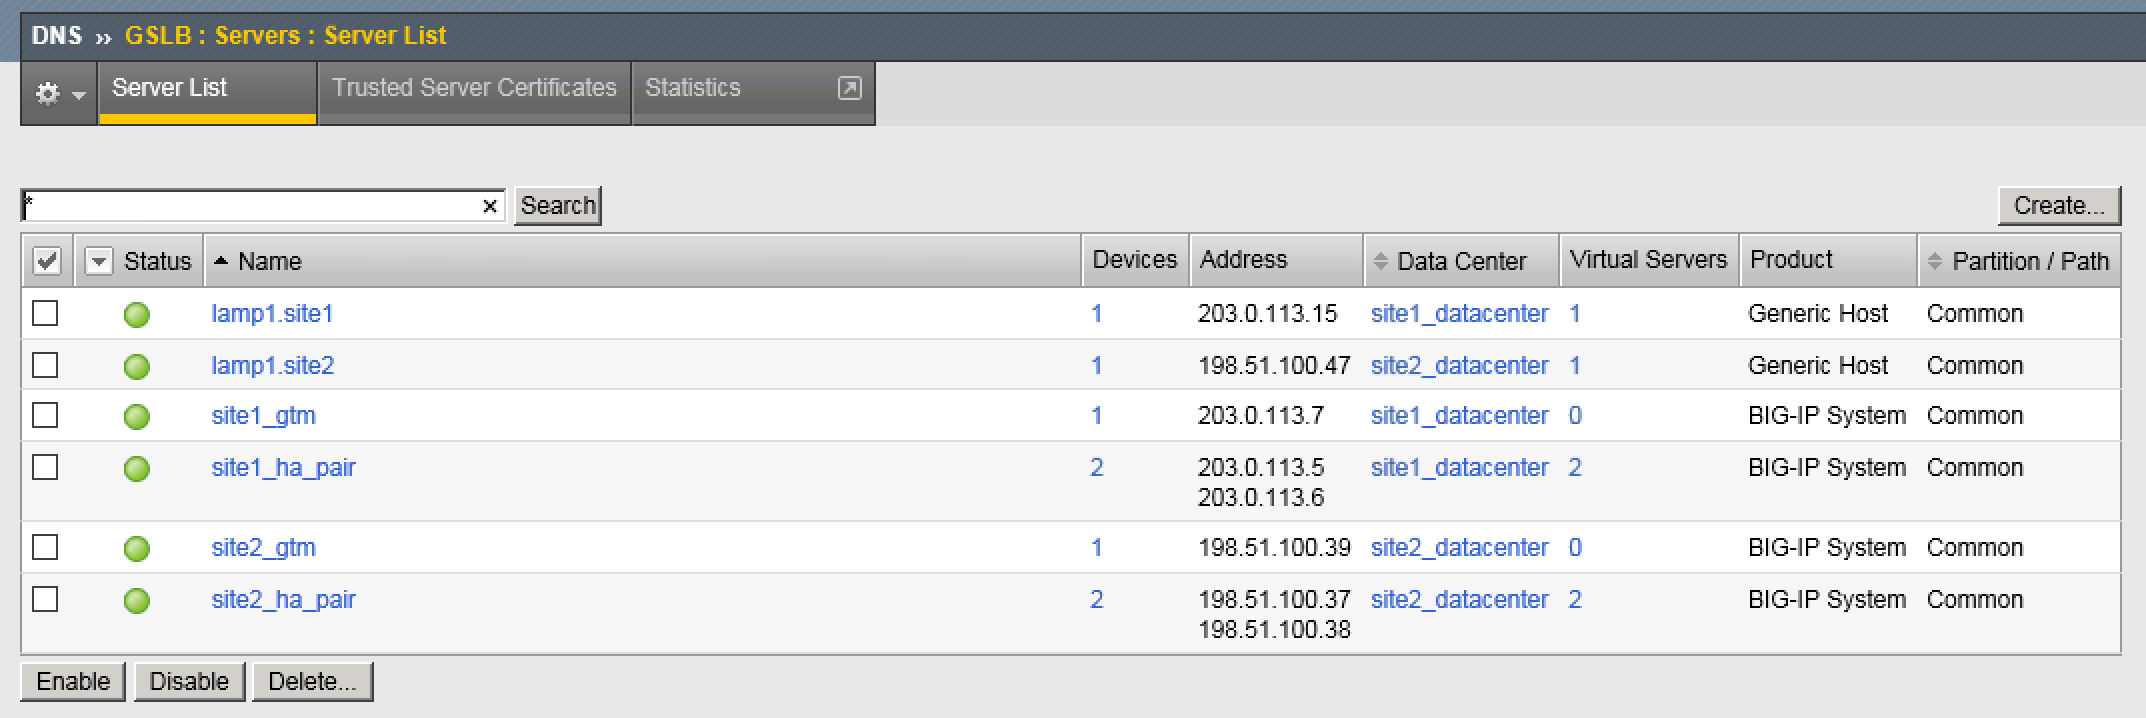 DNS ›› GSLB : Servers : Server List
Server List Trusted Server Certificates Statistics
* × Search Create...
Status Name Devices Address Data Center Virtual Servers Product Partition / Path
lamp1.site1 1 203.0.113.15 site1_datacenter 1 Generic Host Common
lamp1.site2 1 198.51.100.47 site2_datacenter 1 Generic Host Common
site1_gtm 1 203.0.113.7 site1_datacenter 0 BIG-IP System Common
site1_ha_pair 2 203.0.113.5 site1_datacenter 2 BIG-IP System Common
203.0.113.6
site2_gtm 1 198.51.100.39 site2_datacenter 0 BIG-IP System Common
site2_ha_pair 2 198.51.100.37 site2_datacenter 2 BIG-IP System Common
198.51.100.38
Enable Disable Delete...